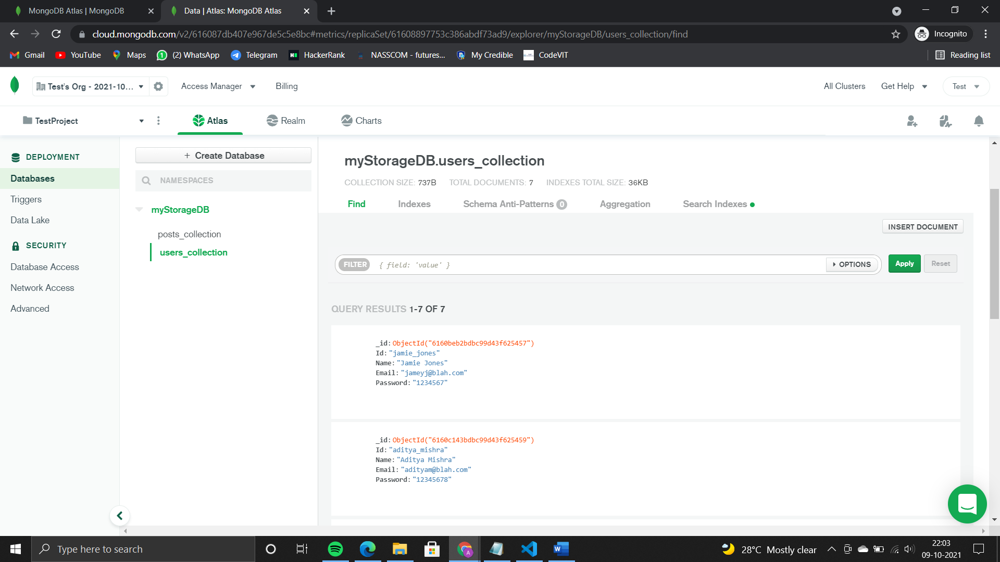 MongoDB Atlas | MongoDB
Data | Atlas: MongoDB Atlas
cloud.mongodb.com/v2/616087db407e967de5c5e8bc#metrics/replicaSet/61608897753c386abdf73ad9/explorer/myStorageDB/users_collection/find
Incognito
Gmail
YouTube
Maps
(2) WhatsApp
Telegram
HackerRank
NASSCOM - futures...
My Credible
CodeVIT
Reading list
Test's Org - 2021-10...
Access Manager
Billing
All Clusters
Get Help
Test
TestProject
Atlas
Realm
Charts
DEPLOYMENT
Databases
Triggers
Data Lake
SECURITY
Database Access
Network Access
Advanced
+ Create Database
NAMESPACES
myStorageDB
posts_collection
users_collection
myStorageDB.users_collection
COLLECTION SIZE: 737B TOTAL DOCUMENTS: 7 INDEXES TOTAL SIZE: 36KB
Find
Indexes
Schema Anti-Patterns 0
Aggregation
Search Indexes
INSERT DOCUMENT
FILTER
{ field: 'value' }
OPTIONS
Apply
Reset
QUERY RESULTS 1-7 OF 7
_id: ObjectId("6160beb2bdbc99d43f625457")
Id: "jamie_jones"
Name: "Jamie Jones"
Email: "jameyj@blah.com"
Password: "1234567"
_id: ObjectId("6160c143bdbc99d43f625459")
Id: "aditya_mishra"
Name: "Aditya Mishra"
Email: "adityam@blah.com"
Password: "12345678"
Type here to search
28°C Mostly clear
22:03
09-10-2021